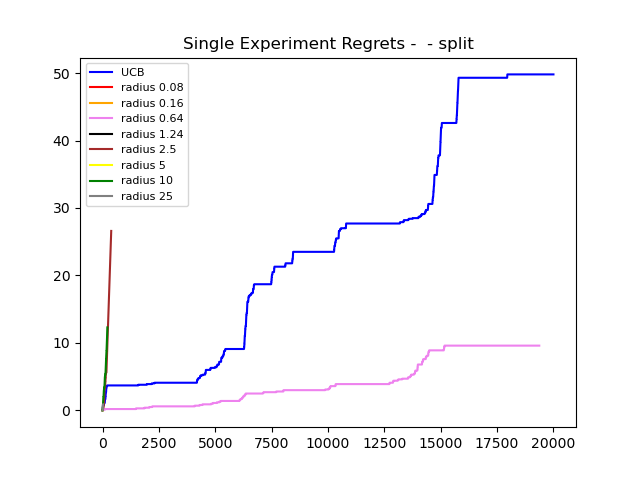 Single Experiment Regrets -  - split
UCB
radius 0.08
radius 0.16
radius 0.64
radius 1.24
radius 2.5
radius 5
radius 10
radius 25
50
40
30
20
10
0
0 2500 5000 7500 10000 12500 15000 17500 20000